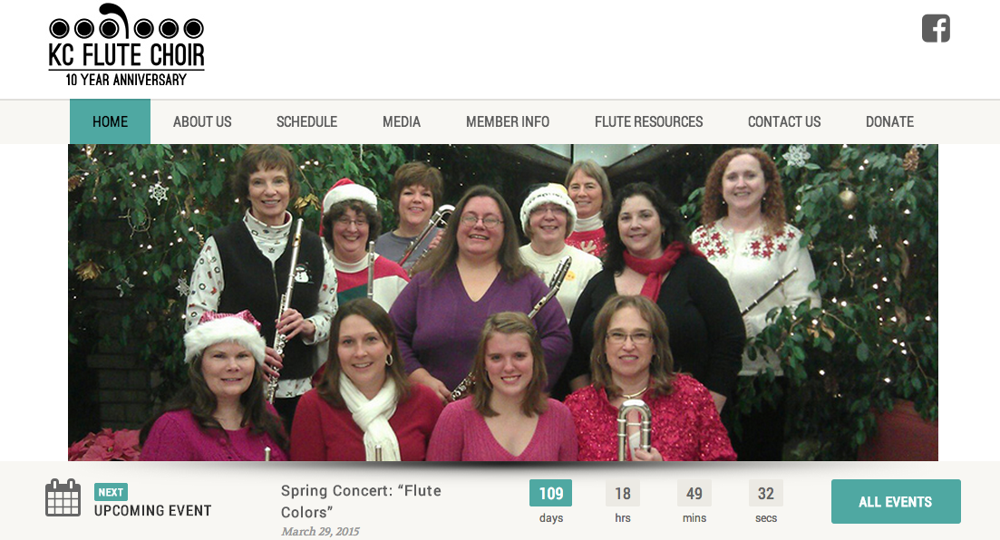 KC FLUTE CHOIR
10 YEAR ANNIVERSARY
HOME ABOUT US SCHEDULE MEDIA MEMBER INFO FLUTE RESOURCES CONTACT US DONATE
NEXT
UPCOMING EVENT
Spring Concert: “Flute
Colors”
March 29, 2015
109 18 49 32
days hrs mins secs
ALL EVENTS